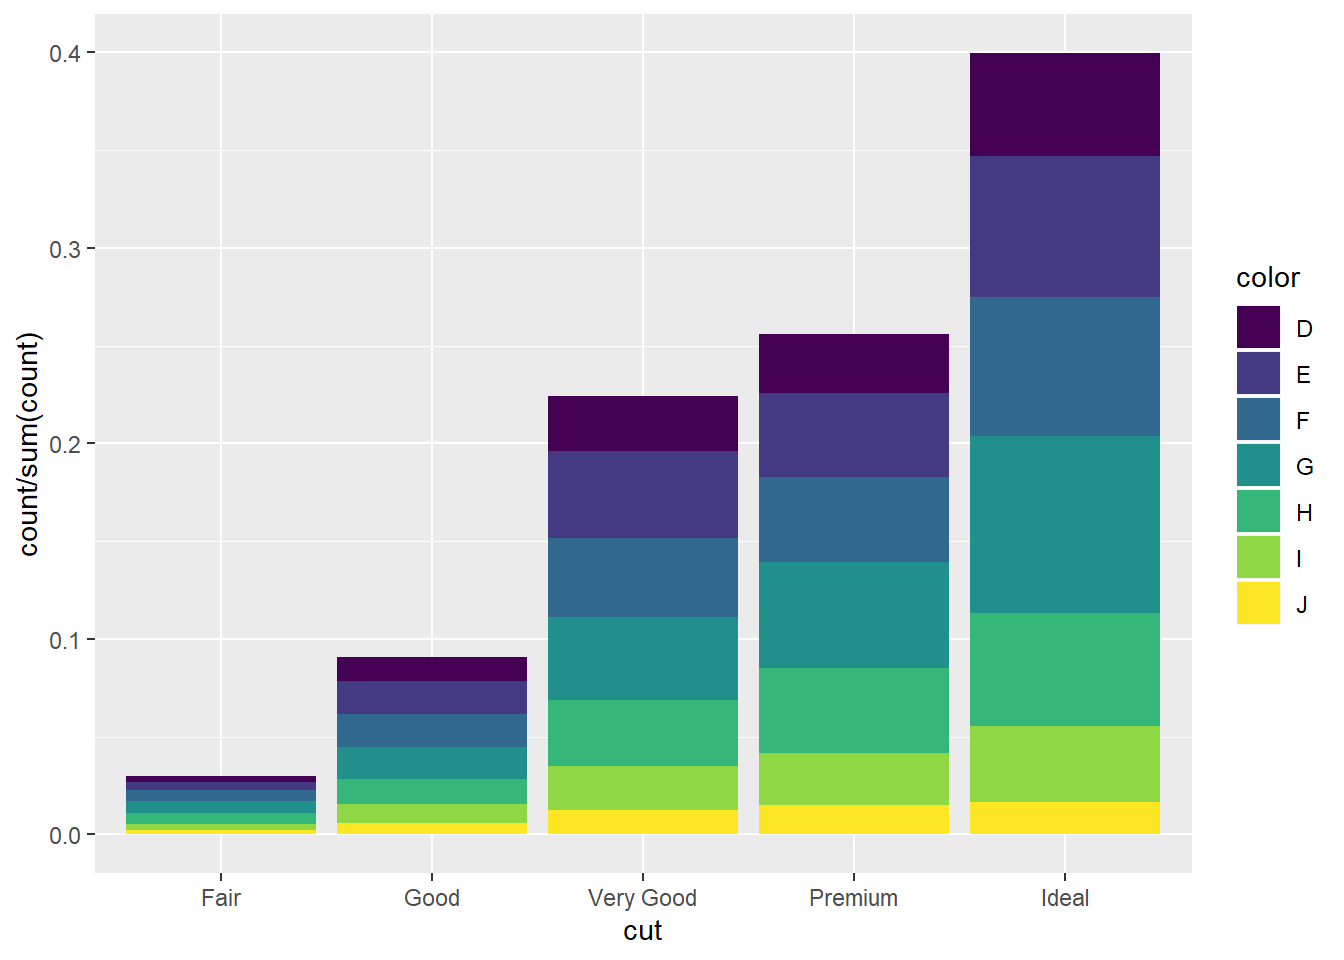 count/sum(count)
0.4
0.3
0.2
0.1
0.0
Fair
Good
Very Good
Premium
Ideal
cut
color
D
E
F
G
H
I
J